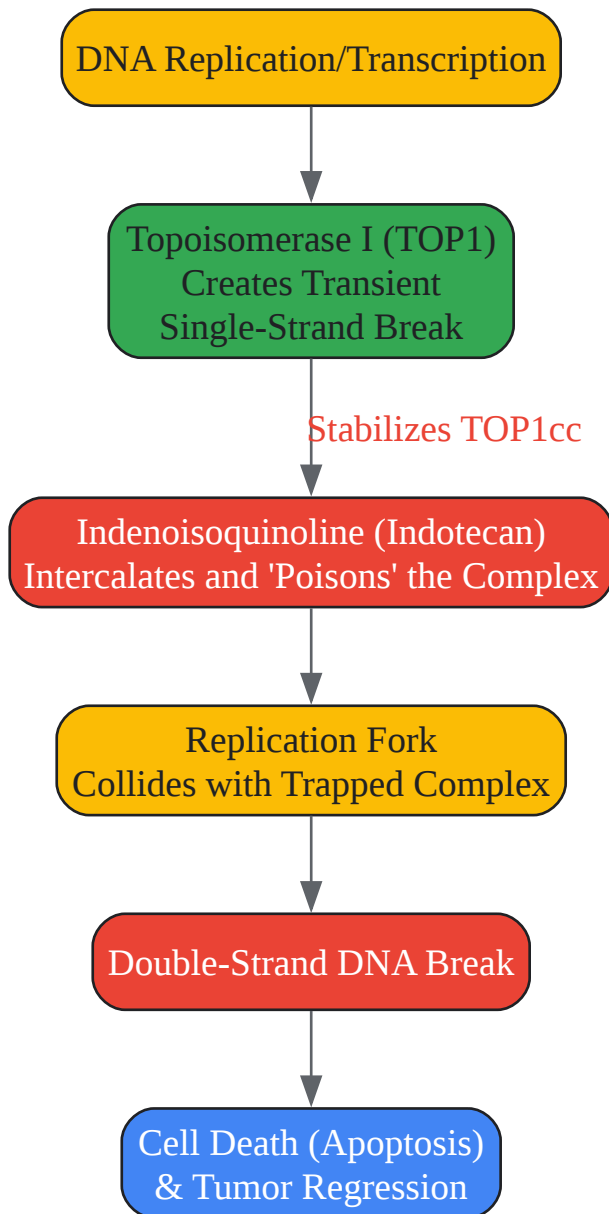 DNA Replication/Transcription
Topoisomerase I (TOP1)
Creates Transient
Single-Strand Break
Stabilizes TOP1cc
Indenoisoquinoline (Indotecan)
Intercalates and 'Poisons' the Complex
Replication Fork
Collides with Trapped Complex
Double-Strand DNA Break
Cell Death (Apoptosis)
& Tumor Regression